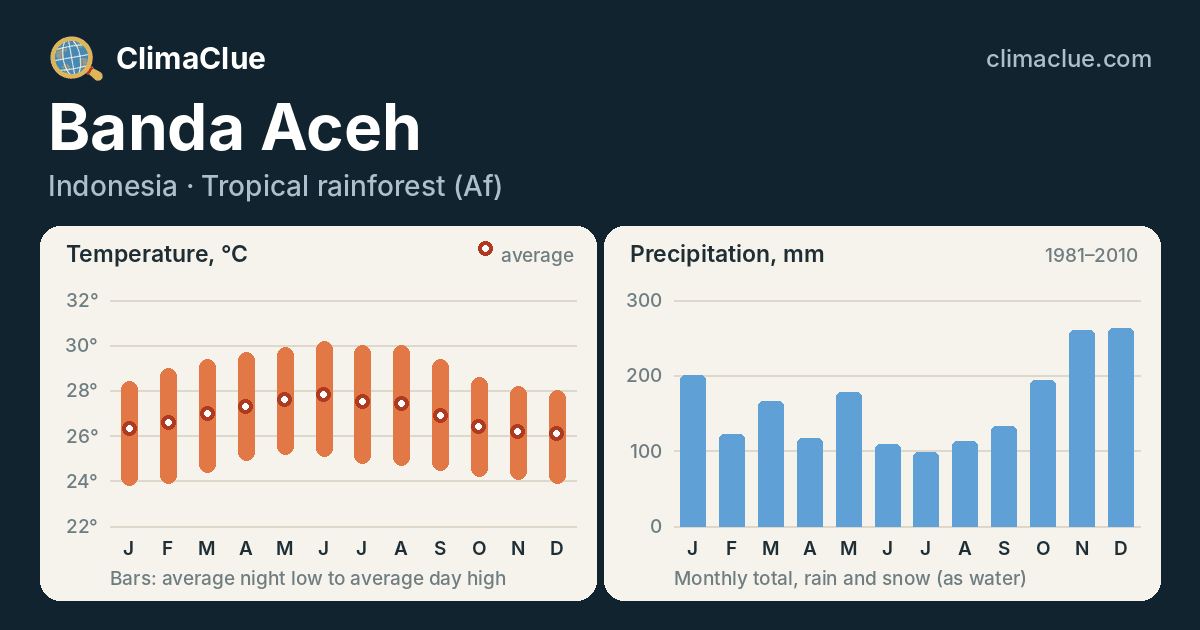 ClimaClue
climaclue.com
Banda Aceh
Indonesia · Tropical rainforest (Af)
Temperature, °C
average
32°
30°
28°
26°
24°
22°
J F M A M J J A S O N D
Bars: average night low to average day high
Precipitation, mm
1981–2010
300
200
100
0
J F M A M J J A S O N D
Monthly total, rain and snow (as water)